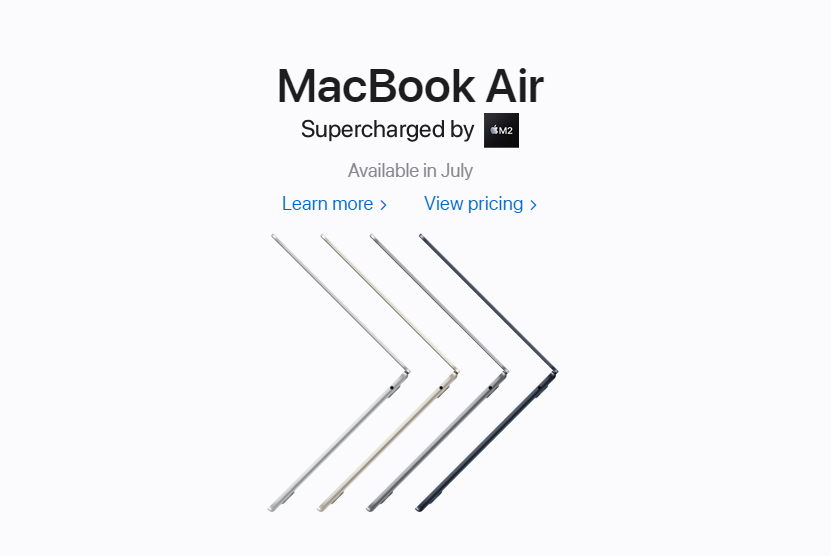 MacBook Air
Supercharged by M2
Available in July
Learn more >
View pricing >